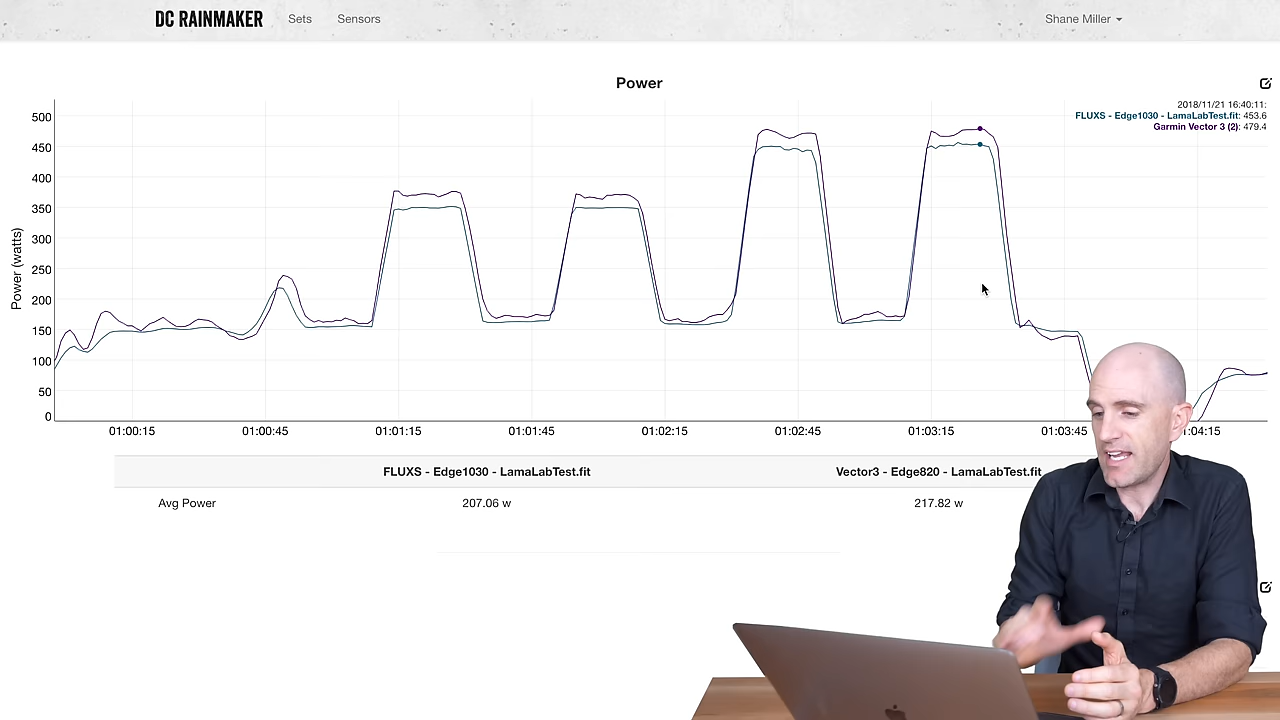 DC RAINMAKER Sets Sensors Shane Miller
Power
2018/11/21 16:40:11:
FLUXS - Edge1030 - LamaLabTest.fit: 453.6
Garmin Vector 3 (2): 479.4
Power (watts)
500
450
400
350
300
250
200
150
100
50
0
01:00:15 01:00:45 01:01:15 01:01:45 01:02:15 01:02:45 01:03:15 01:03:45 :04:15
FLUXS - Edge1030 - LamaLabTest.fit Vector3 - Edge820 - LamaLabTest.fit
Avg Power 207.06 w 217.82 w